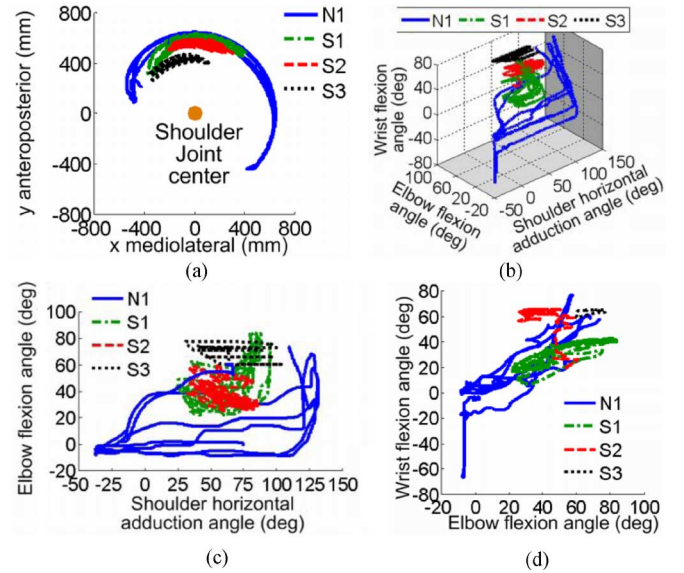 800
400
0
-400
-800
y anteroposterior (mm)
-800 -400 0 400 800
x mediolateral (mm)
N1
S1
S2
S3
Shoulder
Joint
center
(a)
N1 S1 S2 S3
80
40
0
-40
-80
Wrist flexion
angle (deg)
100
60
20
-20
Elbow flexion
angle (deg)
-50
0
50
100
150
Shoulder horizontal
adduction angle (deg)
(b)
100
80
60
40
20
0
20
Elbow flexion angle (deg)
-50 -25 0 25 50 75 100 125 150
Shoulder horizontal
adduction angle (deg)
N1
S1
S2
S3
(c)
80
60
40
20
0
-20
-40
-60
-80
Wrist flexion angle (deg)
-20 0 20 40 60 80 100
Elbow flexion angle (deg)
N1
S1
S2
S3
(d)